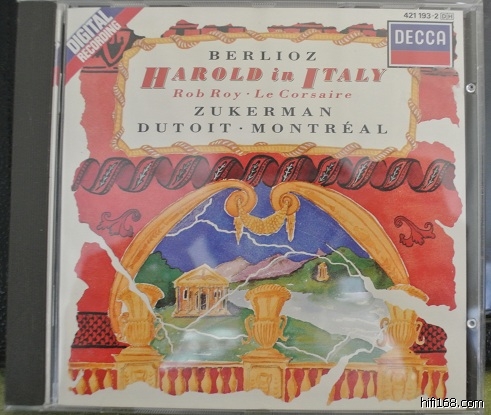 421 193-2 DH
DIGITAL
RECORDING
DECCA
BERLIOZ
HAROLD in ITALY
Rob Roy · Le Corsaire
ZUKERMAN
DUTOIT · MONTRÉAL
hifi168.com